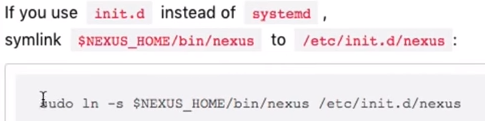 If you use init.d instead of systemd ,
symlink $NEXUS_HOME/bin/nexus to /etc/init.d/nexus :
sudo ln -s $NEXUS_HOME/bin/nexus /etc/init.d/nexus